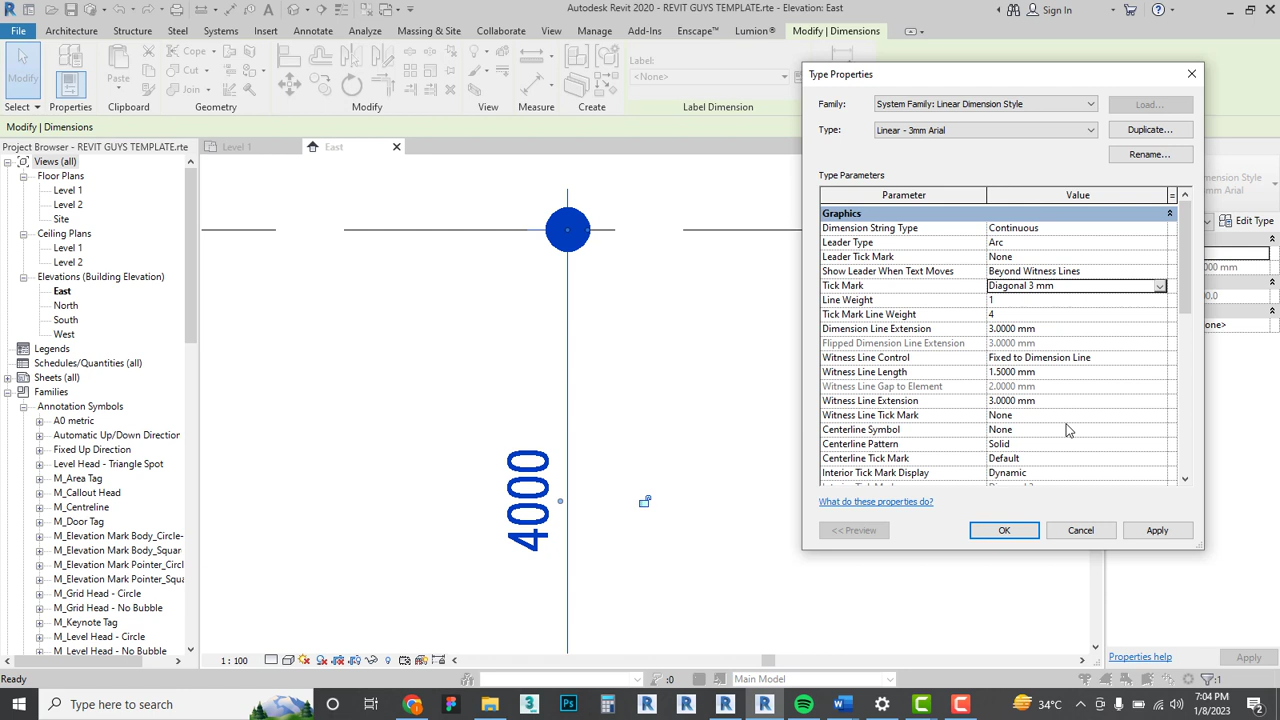 Autodesk Revit 2020 - REVIT GUYS TEMPLATE.rte - Elevation: East
Sign In
File Architecture Structure Steel Systems Insert Annotate Analyze Massing & Site Collaborate View Manage Add-Ins Enscape™ Lumion® Modify | Dimensions
Modify
Paste
Cope
Cut
Join
Label:
<None>
Select Properties Clipboard Geometry Modify View Measure Create Label Dimension
Modify | Dimensions
Project Browser - REVIT GUYS TEMPLATE.rte
Level 1
East
Views (all)
Floor Plans
Level 1
Level 2
Site
Ceiling Plans
Level 1
Level 2
Elevations (Building Elevation)
East
North
South
West
Legends
Schedules/Quantities (all)
Sheets (all)
Families
Annotation Symbols
A0 metric
Automatic Up/Down Direction
Fixed Up Direction
Level Head - Triangle Spot
M_Area Tag
M_Callout Head
M_Centreline
M_Door Tag
M_Elevation Mark Body_Circle-
M_Elevation Mark Body_Squar
M_Elevation Mark Pointer_Circ
M_Elevation Mark Pointer_Squa
M_Grid Head - Circle
M_Grid Head - No Bubble
M_Keynote Tag
M_Level Head - Circle
M_Level Head - No Bubble
4000
Type Properties
Family: System Family: Linear Dimension Style Load...
Type: Linear - 3mm Arial Duplicate...
Rename...
Type Parameters
Parameter Value =
Graphics
Dimension String Type Continuous
Leader Type Arc
Leader Tick Mark None
Show Leader When Text Moves Beyond Witness Lines
Tick Mark Diagonal 3 mm
Line Weight 1
Tick Mark Line Weight 4
Dimension Line Extension 3.0000 mm
Flipped Dimension Line Extension 3.0000 mm
Witness Line Control Fixed to Dimension Line
Witness Line Length 1.5000 mm
Witness Line Gap to Element 2.0000 mm
Witness Line Extension 3.0000 mm
Witness Line Tick Mark None
Centerline Symbol None
Centerline Pattern Solid
Centerline Tick Mark Default
Interior Tick Mark Display Dynamic
What do these properties do?
<< Preview OK Cancel Apply
mension Style
mm Arial
Edit Type
000 mm
00.0
one>
Properties help
Apply
1 : 100
Ready
:0
Main Model
:1
Type here to search
34°C
7:04 PM
1/8/2023